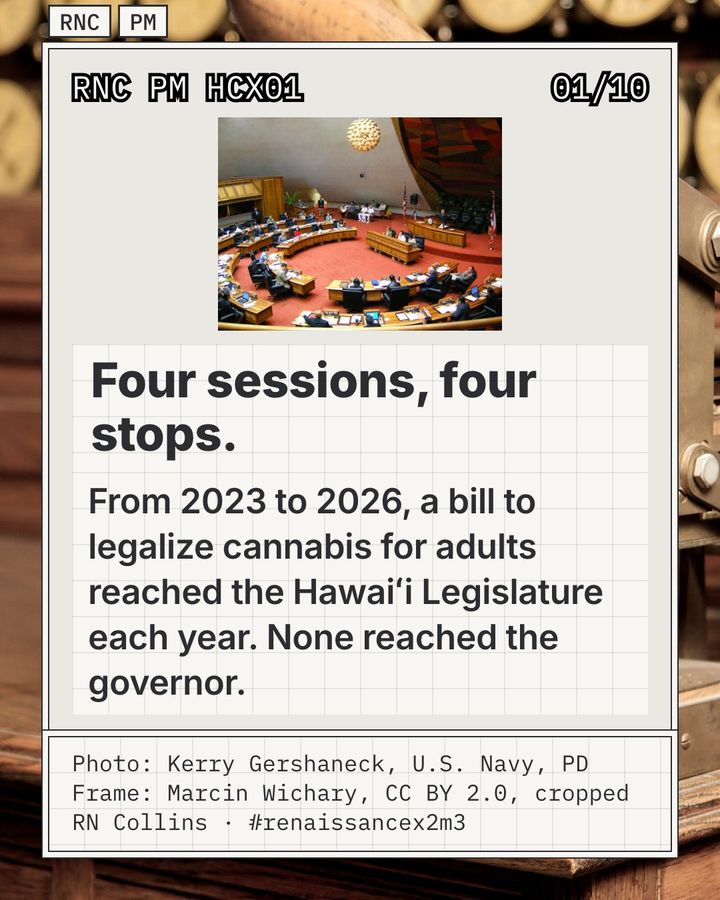 RNC PM
RNC PM HCX01 01/10
Four sessions, four
stops.
From 2023 to 2026, a bill to
legalize cannabis for adults
reached the Hawaiʻi Legislature
each year. None reached the
governor.
Photo: Kerry Gershaneck, U.S. Navy, PD
Frame: Marcin Wichary, CC BY 2.0, cropped
RN Collins · #renaissancex2m3